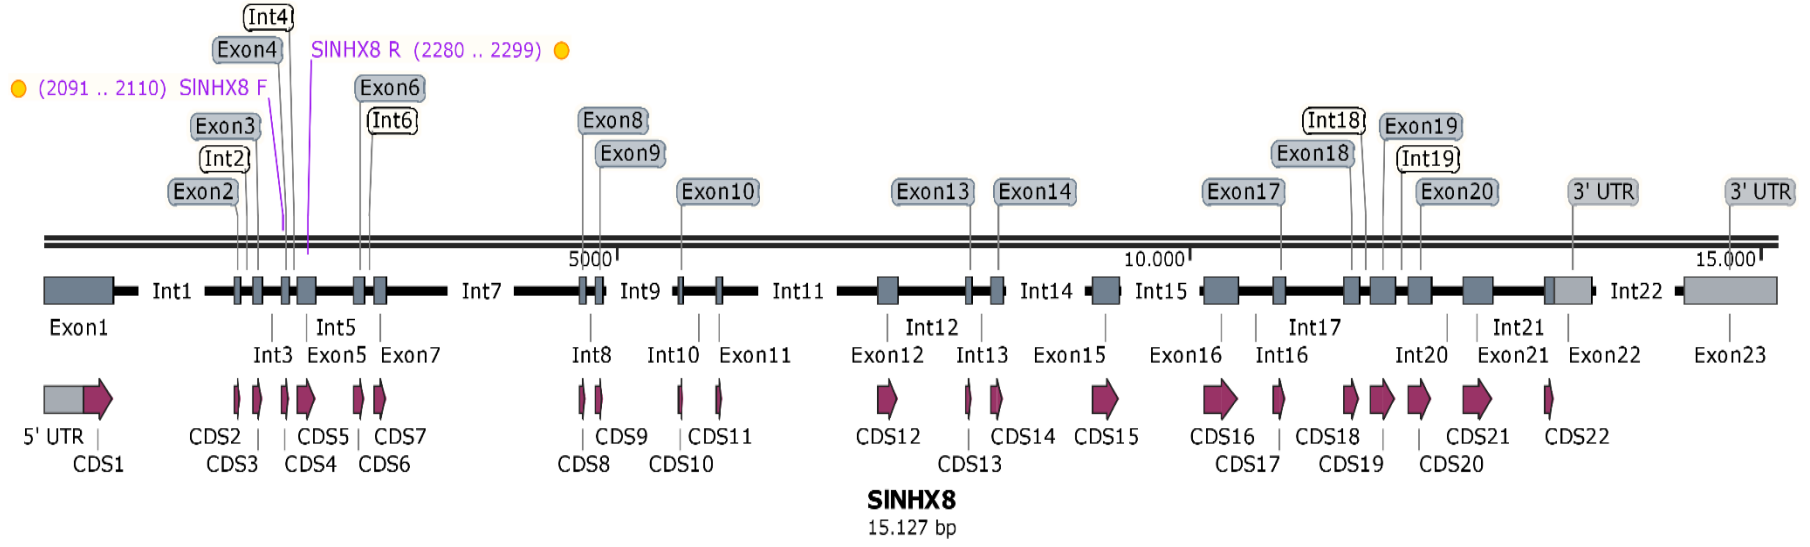 Int4
Exon4
SlNHX8 R (2280 .. 2299)
(2091 .. 2110) SlNHX8 F
Exon6
Exon3
Int6
Exon8
Int18
Exon19
Int2
Exon9
Exon18
Int19
Exon2
Exon10
Exon13
Exon14
Exon17
Exon20
3' UTR
3' UTR
5000
10.000
15.000
Int1
Int7
Int9
Int11
Int14
Int15
Int22
Exon1
Int5
Int12
Int17
Int21
Int3
Exon5
Exon7
Int8
Int10
Exon11
Exon12
Int13
Exon15
Exon16
Int16
Int20
Exon21
Exon22
Exon23
5' UTR
CDS2
CDS5
CDS7
CDS9
CDS11
CDS12
CDS14
CDS15
CDS16
CDS18
CDS21
CDS22
CDS1
CDS3
CDS4
CDS6
CDS8
CDS10
CDS13
CDS17
CDS19
CDS20
SlNHX8
15.127 bp